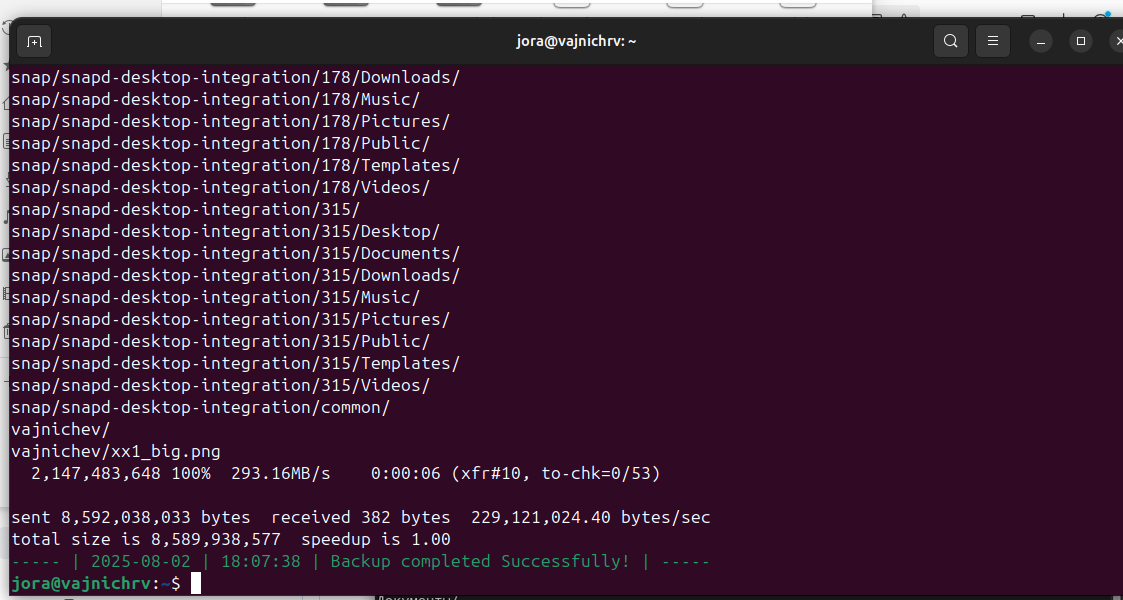 jora@vajnichrv: ~
snap/snapd-desktop-integration/178/Downloads/
snap/snapd-desktop-integration/178/Music/
snap/snapd-desktop-integration/178/Pictures/
snap/snapd-desktop-integration/178/Public/
snap/snapd-desktop-integration/178/Templates/
snap/snapd-desktop-integration/178/Videos/
snap/snapd-desktop-integration/315/
snap/snapd-desktop-integration/315/Desktop/
snap/snapd-desktop-integration/315/Documents/
snap/snapd-desktop-integration/315/Downloads/
snap/snapd-desktop-integration/315/Music/
snap/snapd-desktop-integration/315/Pictures/
snap/snapd-desktop-integration/315/Public/
snap/snapd-desktop-integration/315/Templates/
snap/snapd-desktop-integration/315/Videos/
snap/snapd-desktop-integration/common/
vajnichev/
vajnichev/xx1_big.png
2,147,483,648 100%  293.16MB/s    0:00:06 (xfr#10, to-chk=0/53)
sent 8,592,038,033 bytes  received 382 bytes  229,121,024.40 bytes/sec
total size is 8,589,938,577  speedup is 1.00
----- | 2025-08-02 | 18:07:38 | Backup completed Successfully! | -----
jora@vajnichrv:~$